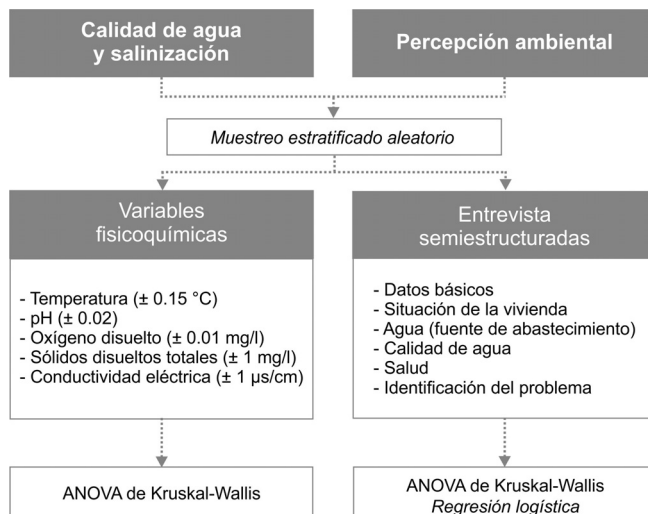 Calidad de agua
y salinización
Percepción ambiental
Muestreo estratificado aleatorio
Variables
fisicoquímicas
- Temperatura (± 0.15 °C)
- pH (± 0.02)
- Oxígeno disuelto (± 0.01 mg/l)
- Sólidos disueltos totales (± 1 mg/l)
- Conductividad eléctrica (± 1 µs/cm)
ANOVA de Kruskal-Wallis
Entrevista
semiestructuradas
- Datos básicos
- Situación de la vivienda
- Agua (fuente de abastecimiento)
- Calidad de agua
- Salud
- Identificación del problema
ANOVA de Kruskal-Wallis
Regresión logística